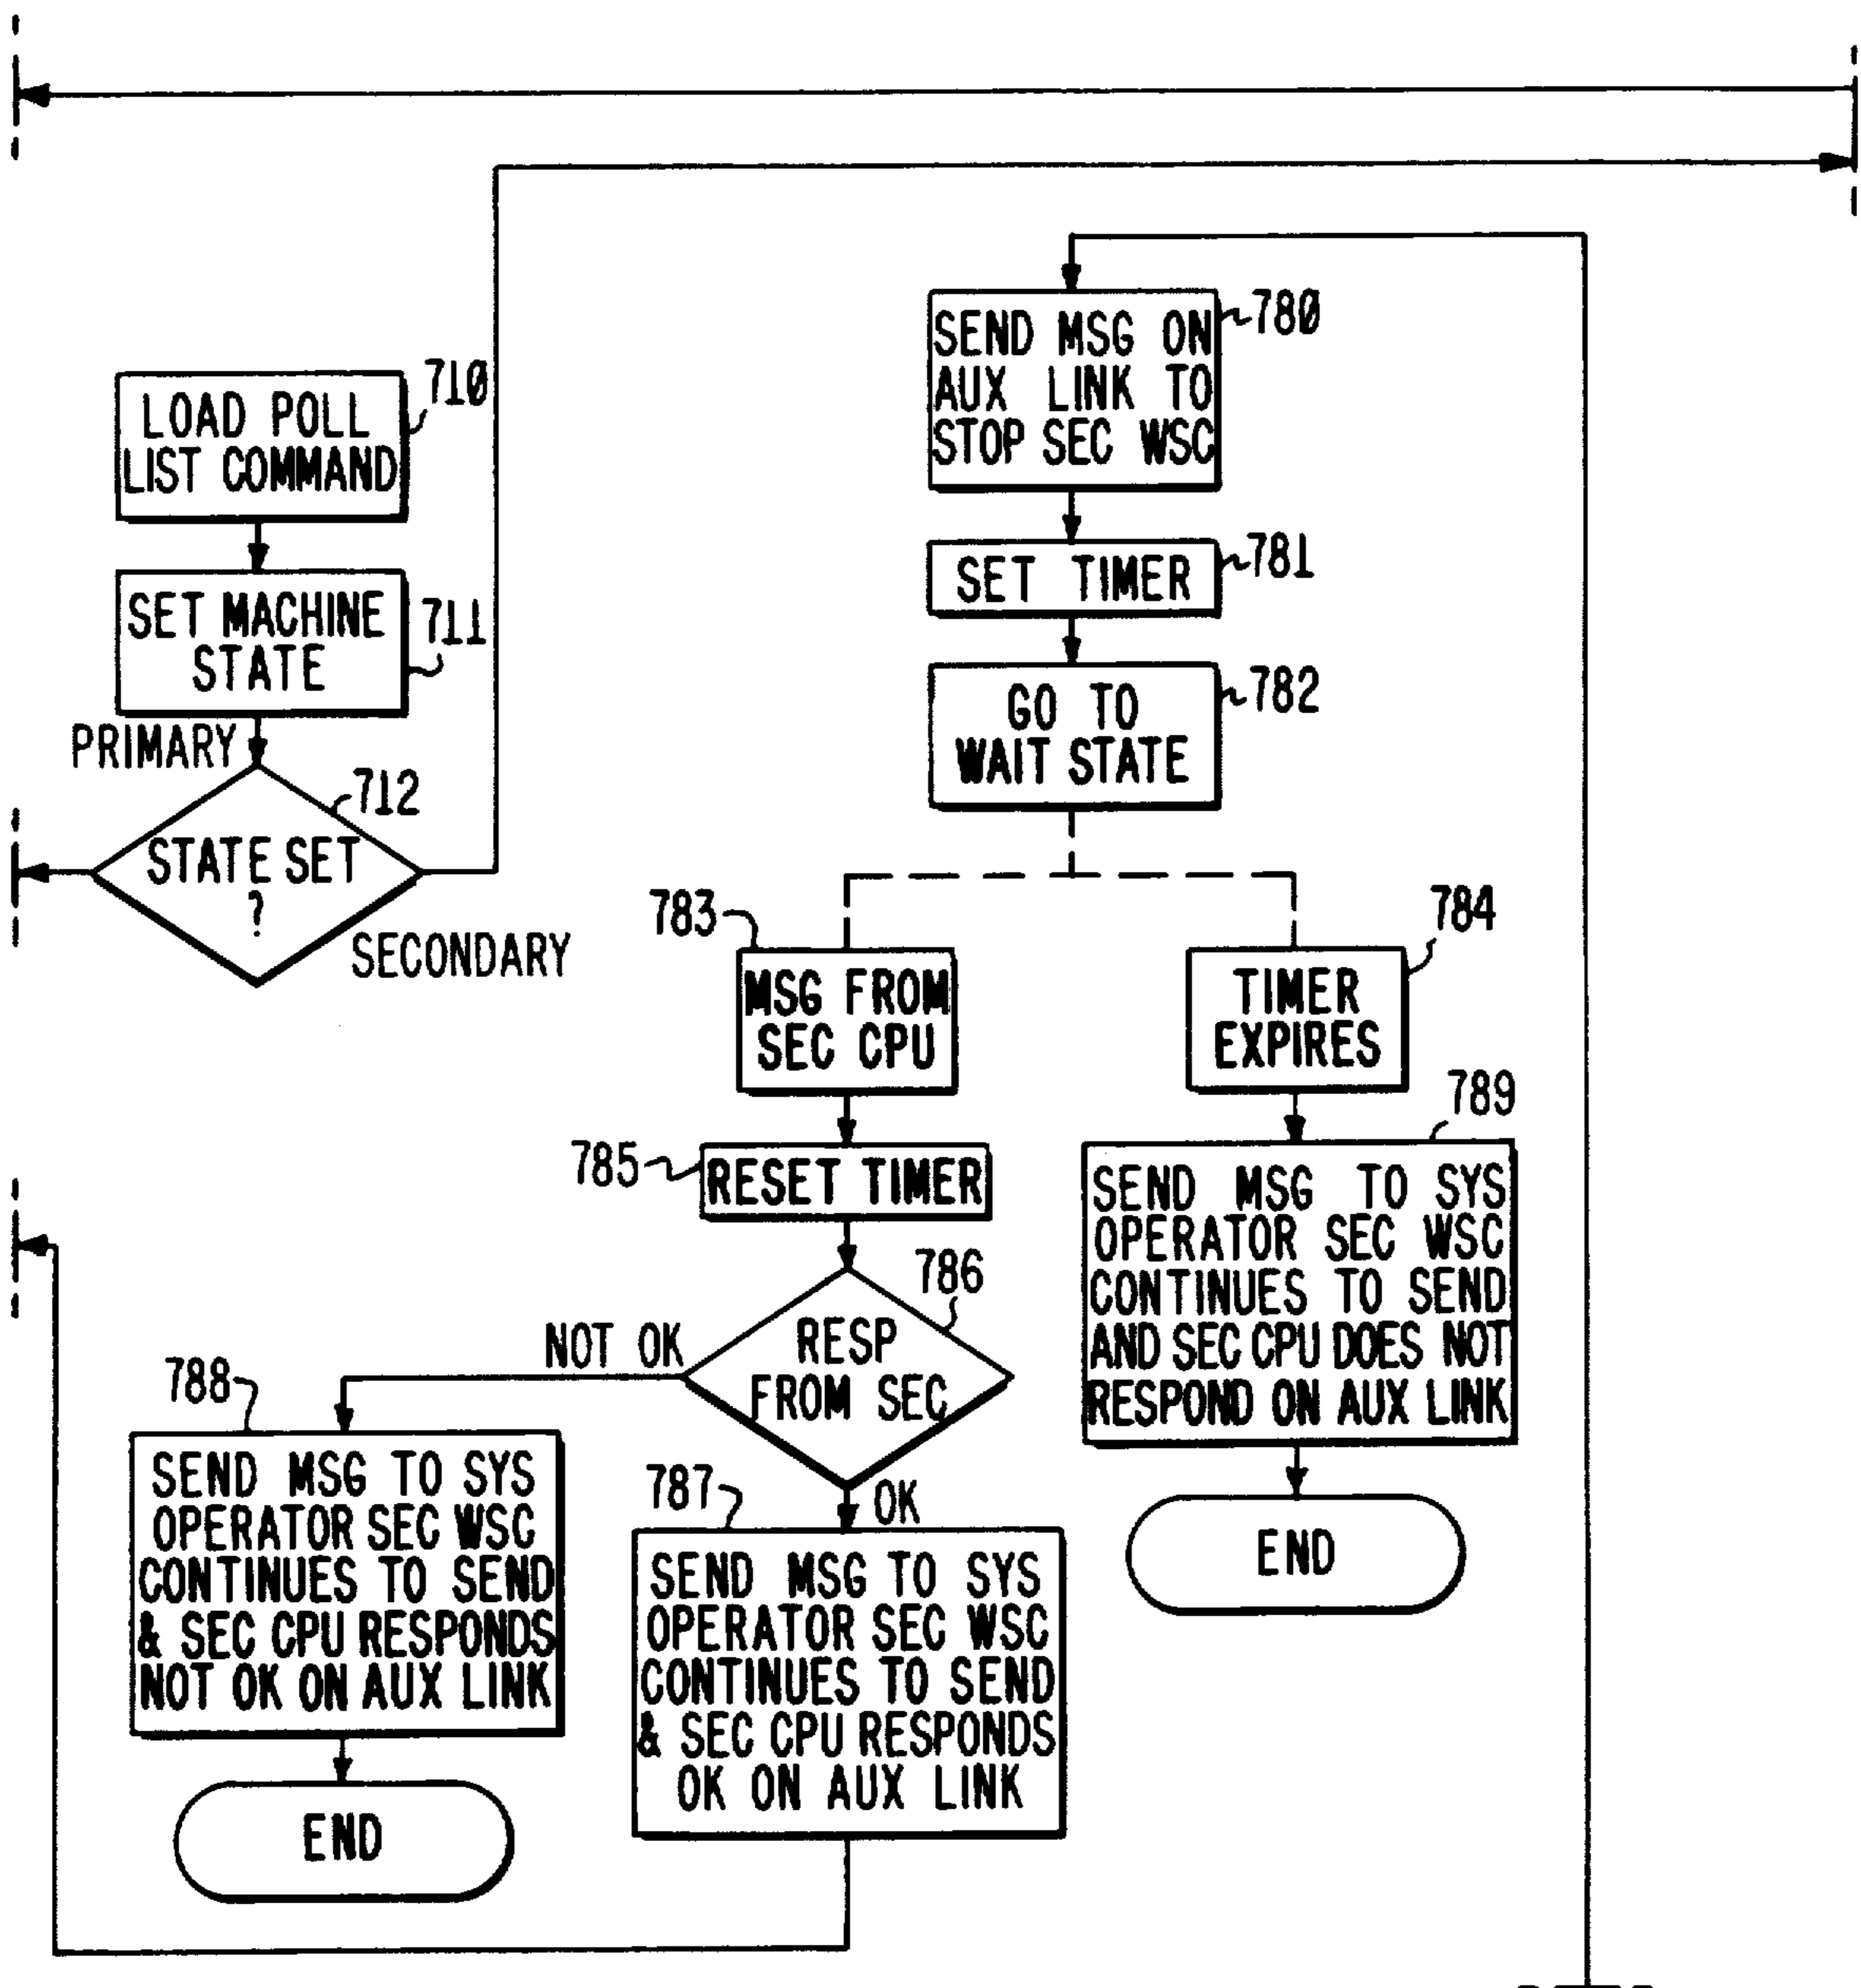 710
LOAD POLL
LIST COMMAND
711
SET MACHINE
STATE
PRIMARY
712
STATE SET
?
SECONDARY
780
SEND MSG ON
AUX LINK TO
STOP SEC WSC
781
SET TIMER
782
GO TO
WAIT STATE
783
MSG FROM
SEC CPU
784
TIMER
EXPIRES
785
RESET TIMER
789
SEND MSG TO SYS
OPERATOR SEC WSC
CONTINUES TO SEND
AND SEC CPU DOES NOT
RESPOND ON AUX LINK
END
786
RESP
FROM SEC
NOT OK
OK
788
SEND MSG TO SYS
OPERATOR SEC WSC
CONTINUES TO SEND
& SEC CPU RESPONDS
NOT OK ON AUX LINK
END
787
SEND MSG TO SYS
OPERATOR SEC WSC
CONTINUES TO SEND
& SEC CPU RESPONDS
OK ON AUX LINK